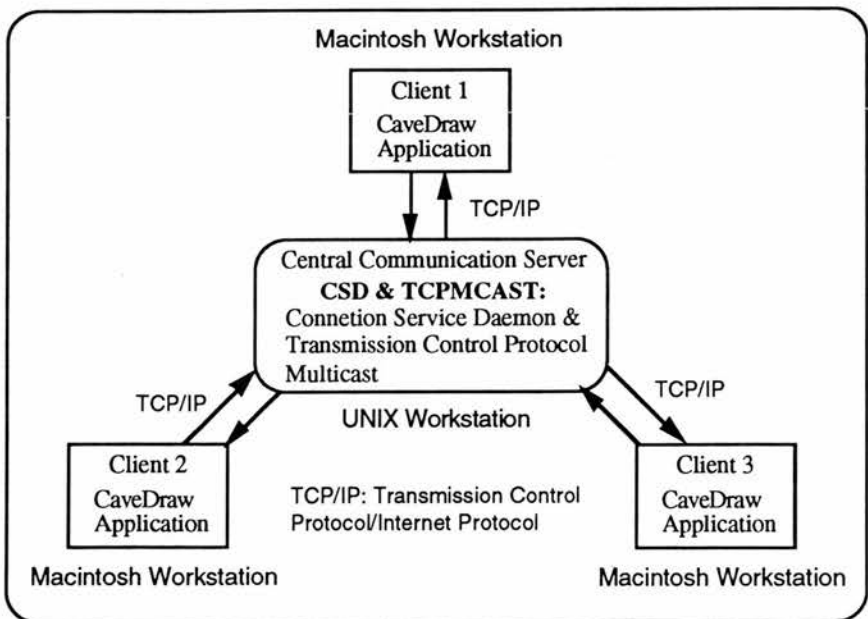 Macintosh Workstation
Client 1
CaveDraw
Application
TCP/IP
Central Communication Server
CSD & TCPMCAST:
Connetion Service Daemon &
Transmission Control Protocol
Multicast
TCP/IP
TCP/IP
UNIX Workstation
Client 2
CaveDraw
Application
TCP/IP: Transmission Control
Protocol/Internet Protocol
Client 3
CaveDraw
Application
Macintosh Workstation
Macintosh Workstation